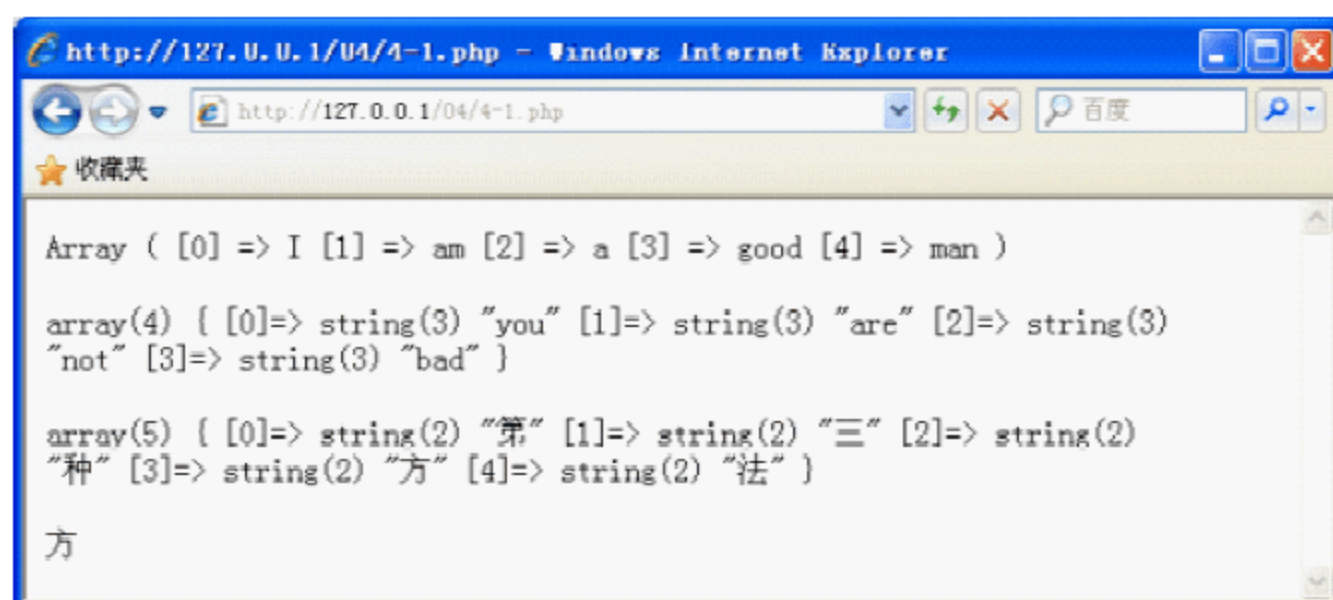 http://127.0.0.1/04/4-1.php - Windows Internet Explorer
http://127.0.0.1/04/4-1.php
百度
收藏夹
Array ( [0] => I [1] => am [2] => a [3] => good [4] => man )
array(4) { [0]=> string(3) "you" [1]=> string(3) "are" [2]=> string(3)
"not" [3]=> string(3) "bad" }
array(5) { [0]=> string(2) "第" [1]=> string(2) "三" [2]=> string(2)
"种" [3]=> string(2) "方" [4]=> string(2) "法" }
方